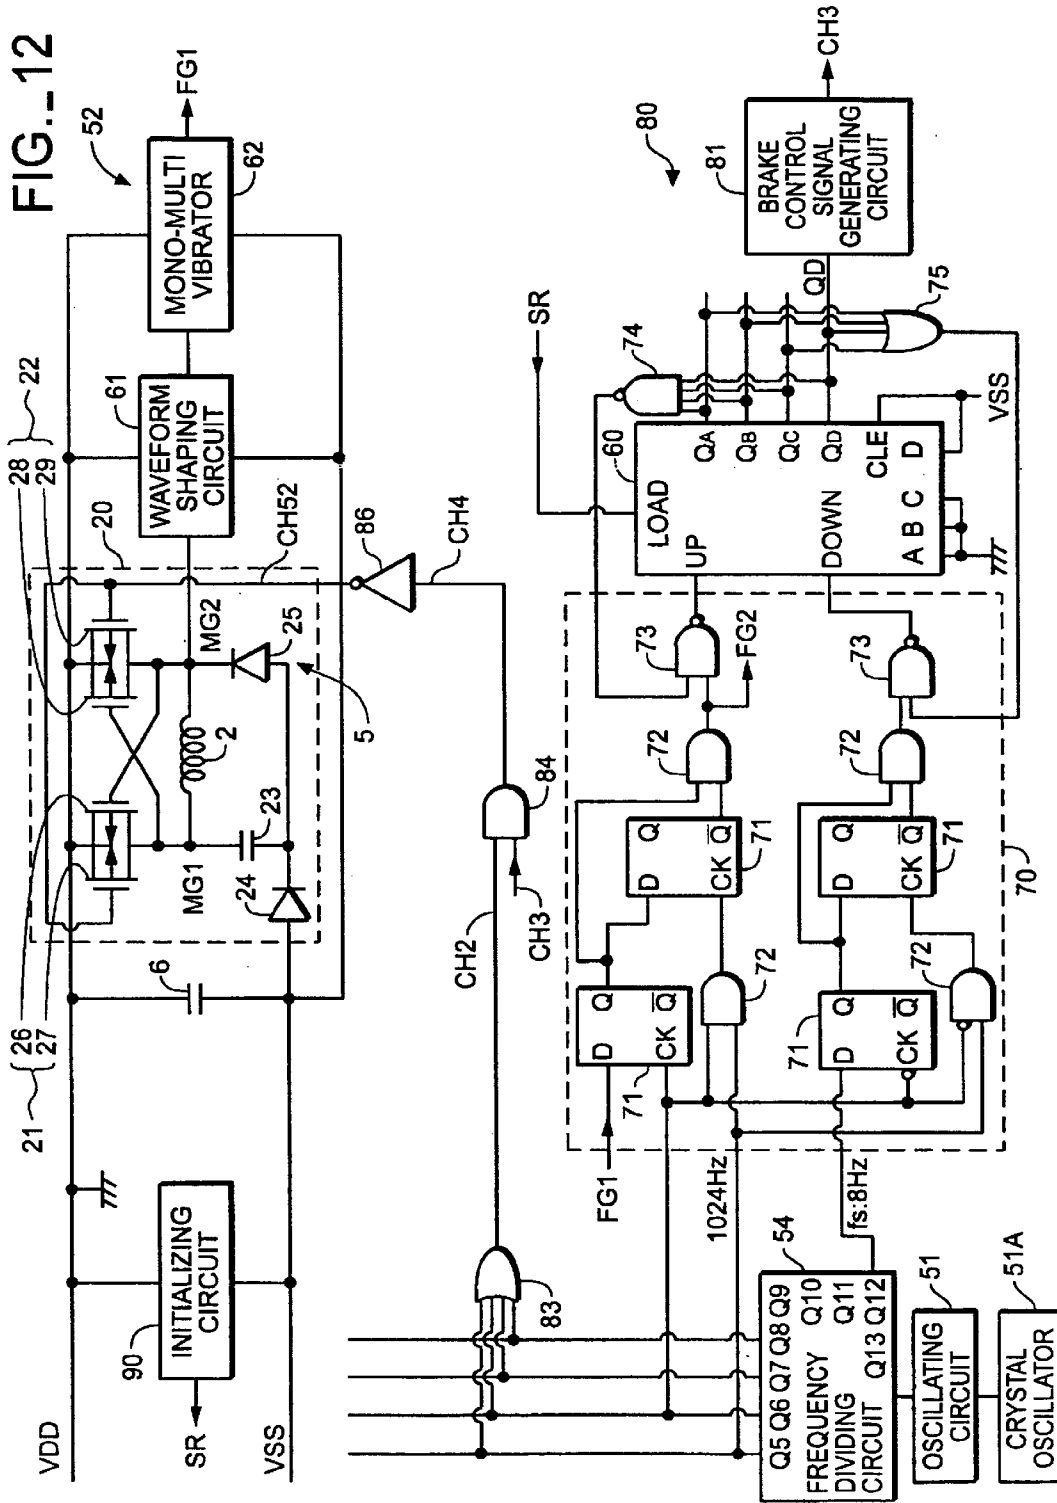 FIG._12
52
FG1
MONO-MULTI
VIBRATOR
62
22
28
29
61
WAVEFORM
SHAPING
CIRCUIT
20
CH52
86
CH4
MG2
25
5
2
23
MG1
24
6
21
26
27
84
CH2
CH3
90
INITIALIZING
CIRCUIT
SR
VDD
VSS
83
80
CH3
81
BRAKE
CONTROL
SIGNAL
GENERATING
CIRCUIT
QD
75
SR
74
60
LOAD
UP
DOWN
QA
QB
QC
QD
CLE
A B C D
VSS
73
FG2
73
72
72
D Q
CK Q
71
D Q
CK Q
71
70
72
72
D Q
CK Q
71
71
D Q
CK Q
FG1
1024Hz
fs:8Hz
54
Q5 Q6 Q7 Q8 Q9
Q10
Q11
Q13 Q12
FREQUENCY
DIVIDING
CIRCUIT
51
OSCILLATING
CIRCUIT
51A
CRYSTAL
OSCILLATOR